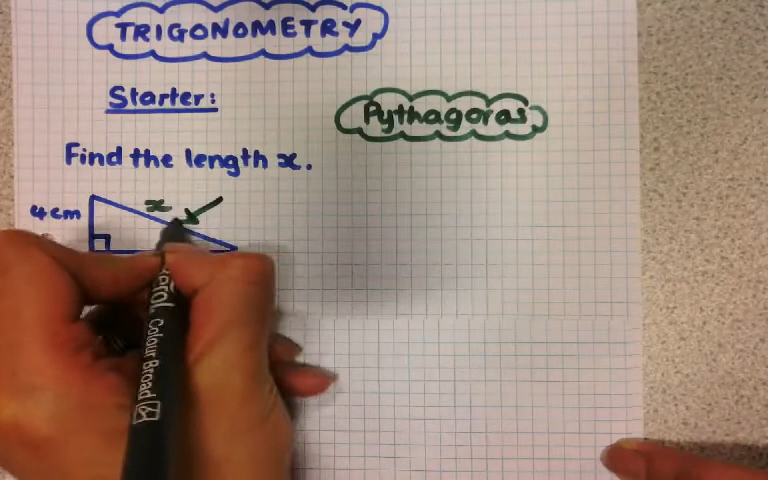 TRIGONOMETRY
Starter:
Pythagoras
Find the length x.
x
4cm
Colour Broad